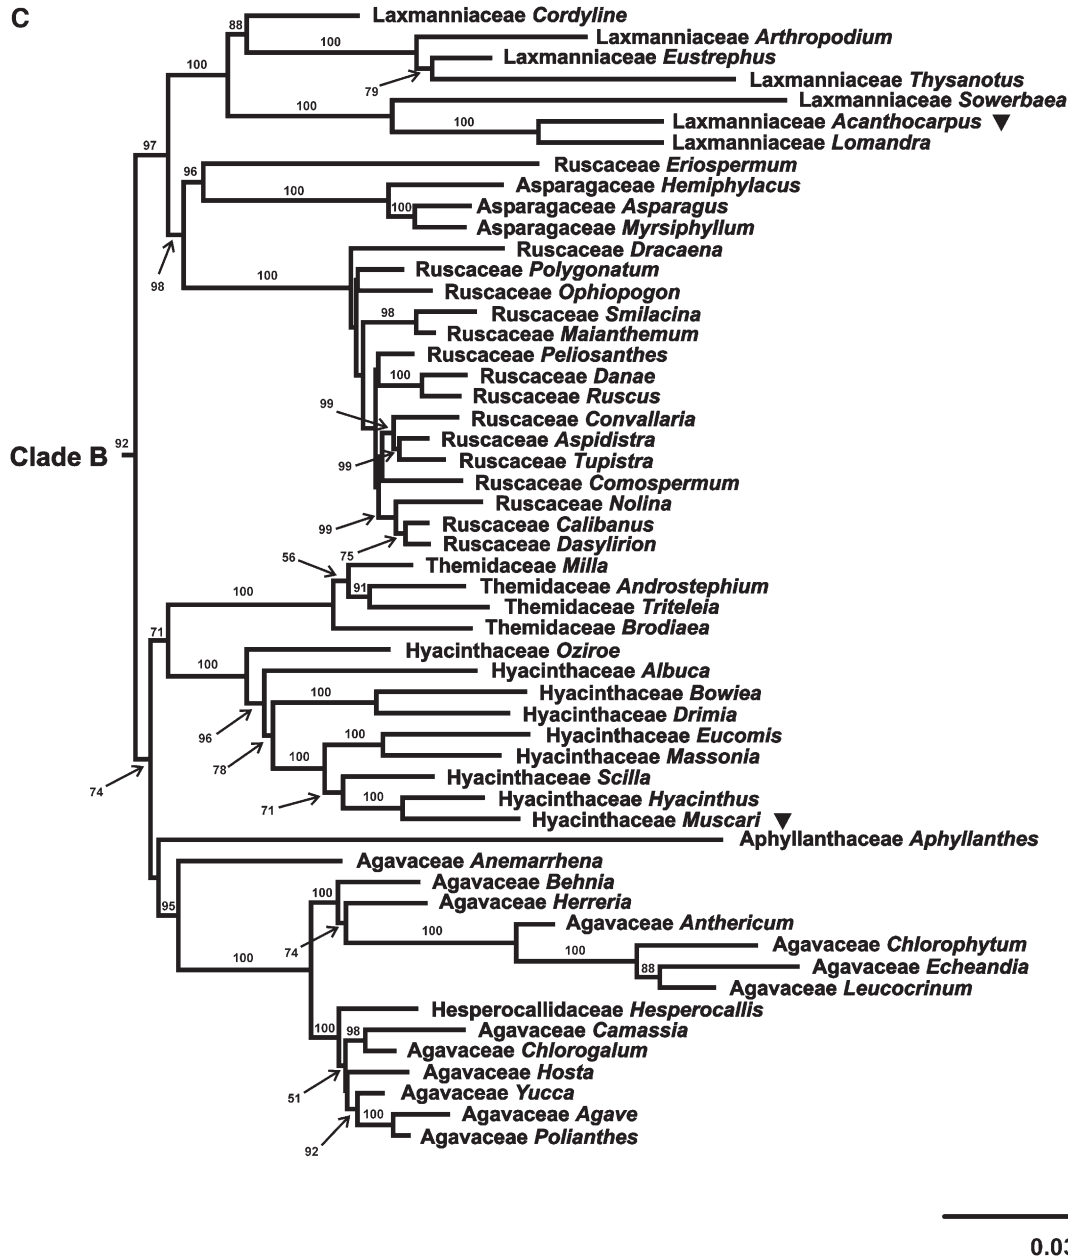 C
88
Laxmanniaceae Cordyline
100
Laxmanniaceae Arthropodium
Laxmanniaceae Eustrephus
100
79
Laxmanniaceae Thysanotus
100
Laxmanniaceae Sowerbaea
100
Laxmanniaceae Acanthocarpus ▼
Laxmanniaceae Lomandra
97
96
Ruscaceae Eriospermum
100
Asparagaceae Hemiphylacus
100
Asparagaceae Asparagus
Asparagaceae Myrsiphyllum
98
Ruscaceae Dracaena
100
Ruscaceae Polygonatum
Ruscaceae Ophiopogon
98
Ruscaceae Smilacina
Ruscaceae Maianthemum
Ruscaceae Peliosanthes
100
Ruscaceae Danae
Ruscaceae Ruscus
99
Ruscaceae Convallaria
Ruscaceae Aspidistra
99
Ruscaceae Tupistra
Clade B
92
Ruscaceae Comospermum
Ruscaceae Nolina
99
Ruscaceae Calibanus
75
Ruscaceae Dasylirion
56
Themidaceae Milla
91
Themidaceae Androstephium
100
Themidaceae Triteleia
Themidaceae Brodiaea
71
Hyacinthaceae Oziroe
100
Hyacinthaceae Albuca
100
Hyacinthaceae Bowiea
Hyacinthaceae Drimia
96
100
Hyacinthaceae Eucomis
78
100
Hyacinthaceae Massonia
Hyacinthaceae Scilla
71
100
Hyacinthaceae Hyacinthus
Hyacinthaceae Muscari ▼
74
Aphyllanthaceae Aphyllanthes
Agavaceae Anemarrhena
95
100
Agavaceae Behnia
Agavaceae Herreria
74
100
Agavaceae Anthericum
100
Agavaceae Chlorophytum
100
88
Agavaceae Echeandia
Agavaceae Leucocrinum
Hesperocallidaceae Hesperocallis
100
98
Agavaceae Camassia
Agavaceae Chlorogalum
51
Agavaceae Hosta
Agavaceae Yucca
100
Agavaceae Agave
92
Agavaceae Polianthes